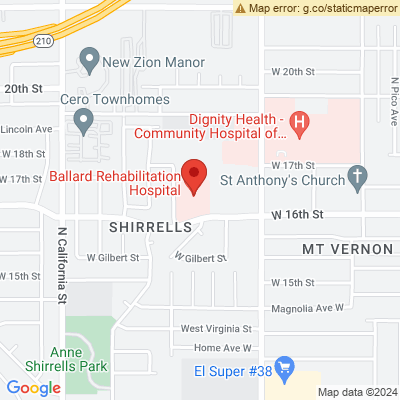 Map error: g.co/staticmaperror
210
New Zion Manor
W 20th St
20th St
N Pico Ave
Cero Townhomes
Dignity Health -
Community Hospital of...
H
Lincoln Ave
W 18th St
W 17th St
W 17th St
Ballard Rehabilitation
Hospital
St Anthony's Church
W 16th St
SHIRRELLS
N California St
MT VERNON
W Gilbert St
W Gilbert St
W 15th St
W 15th St
Magnolia Ave W
West Virginia St
Home Ave W
Anne
Shirrells Park
El Super #38
Google
Map data ©2024